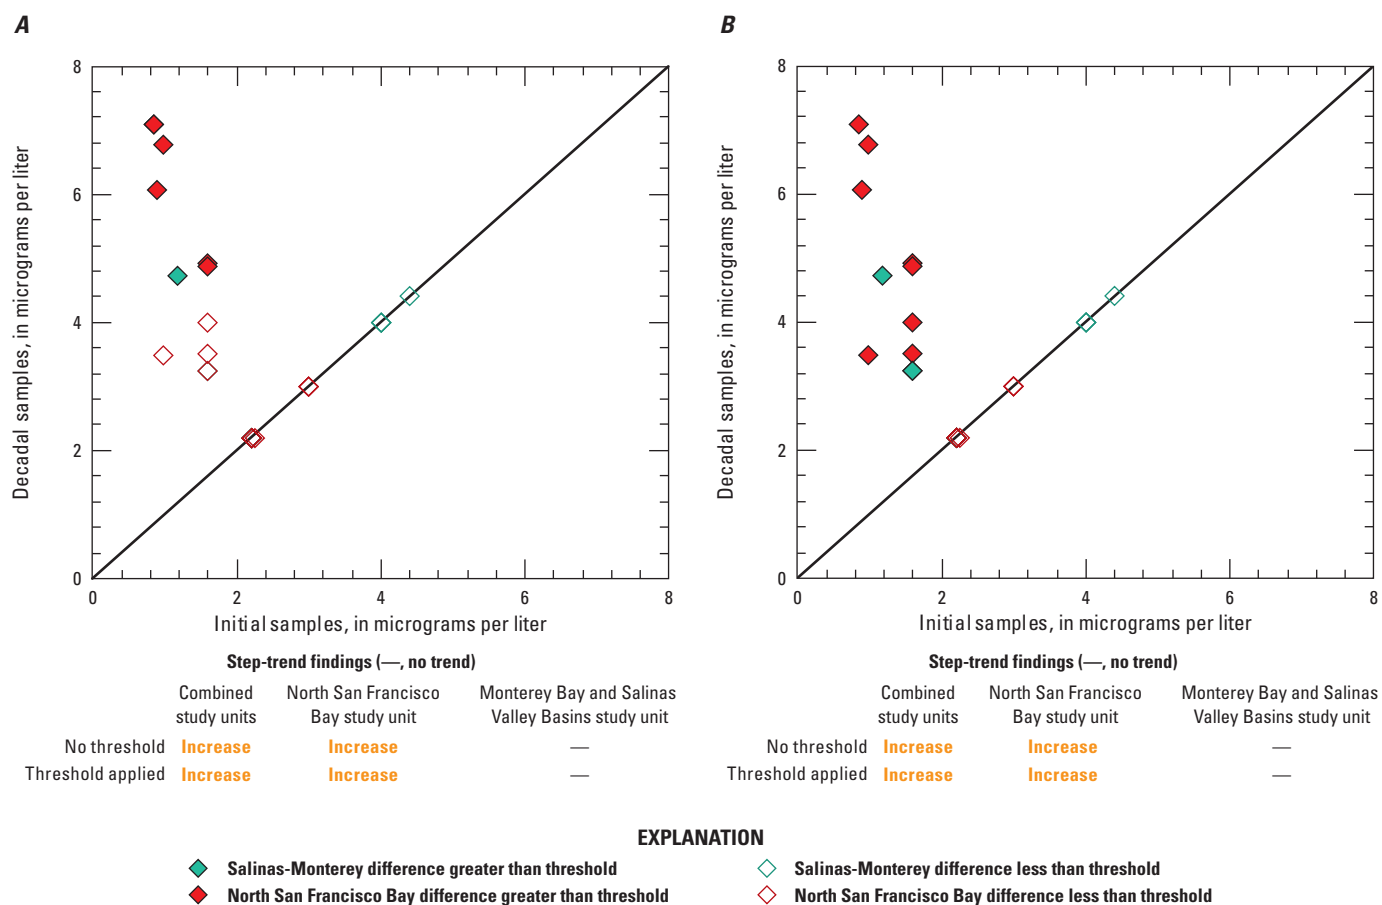 A
B
8
6
4
2
0
Decadal samples, in micrograms per liter
0 2 4 6 8
Initial samples, in micrograms per liter
8
6
4
2
0
Decadal samples, in micrograms per liter
0 2 4 6 8
Initial samples, in micrograms per liter
Step-trend findings (—, no trend)
Combined North San Francisco Monterey Bay and Salinas
study units Bay study unit Valley Basins study unit
No threshold Increase Increase —
Threshold applied Increase Increase —
Step-trend findings (—, no trend)
Combined North San Francisco Monterey Bay and Salinas
study units Bay study unit Valley Basins study unit
No threshold Increase Increase —
Threshold applied Increase Increase —
EXPLANATION
Salinas-Monterey difference greater than threshold
North San Francisco Bay difference greater than threshold
Salinas-Monterey difference less than threshold
North San Francisco Bay difference less than threshold